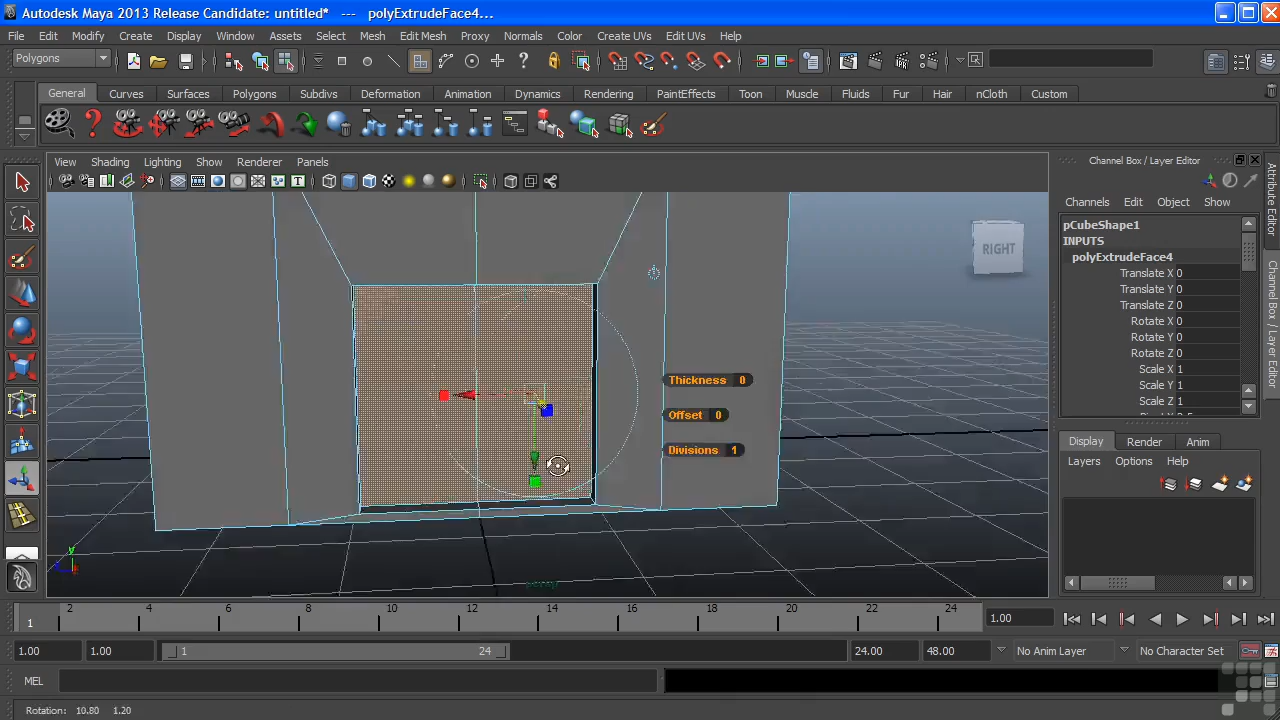 Autodesk Maya 2013 Release Candidate: untitled* --- polyExtrudeFace4...
File Edit Modify Create Display Window Assets Select Mesh Edit Mesh Proxy Normals Color Create UVs Edit UVs Help
Polygons
General Curves Surfaces Polygons Subdivs Deformation Animation Dynamics Rendering PaintEffects Toon Muscle Fluids Fur Hair nCloth Custom
View Shading Lighting Show Renderer Panels
RIGHT
Thickness 0
Offset 0
Divisions 1
y
persp
Channel Box / Layer Editor
Channels Edit Object Show
pCubeShape1
INPUTS
polyExtrudeFace4
Translate X 0
Translate Y 0
Translate Z 0
Rotate X 0
Rotate Y 0
Rotate Z 0
Scale X 1
Scale Y 1
Scale Z 1
Display Render Anim
Layers Options Help
Attribute Editor
Channel Box / Layer Editor
1 2 4 6 8 10 12 14 16 18 20 22 24
1.00
1.00 1.00 1 24 24.00 48.00 No Anim Layer No Character Set
MEL
Rotation: 10.80 1.20